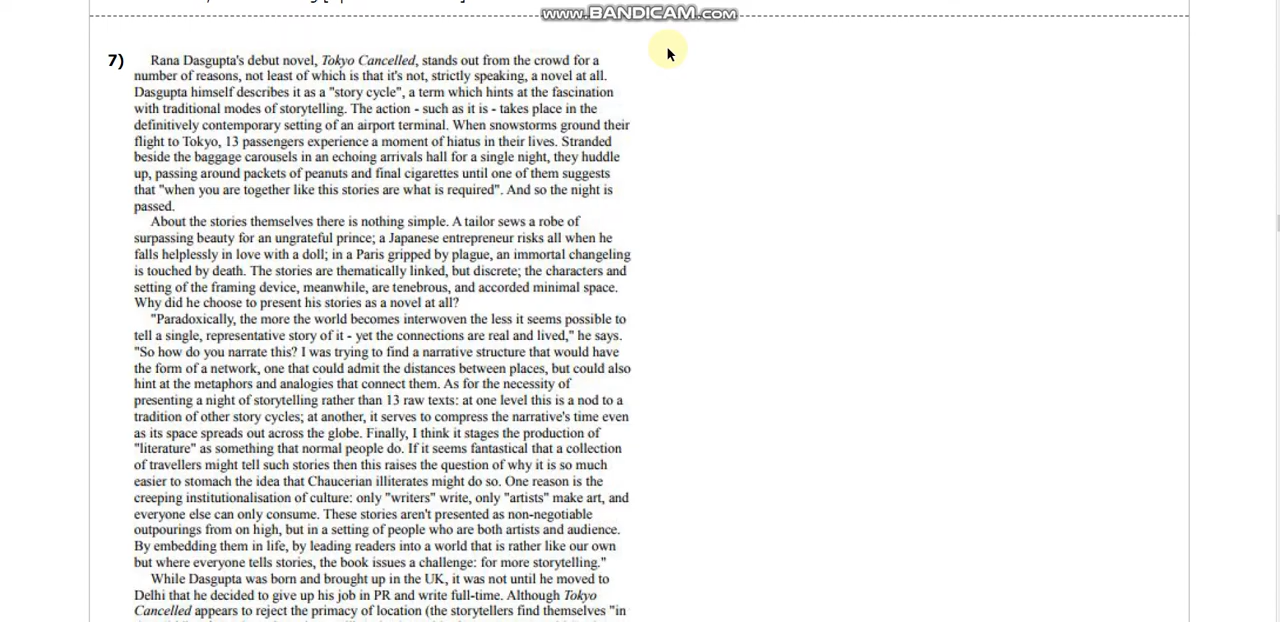 www.BANDICAM.com
7) Rana Dasgupta's debut novel, Tokyo Cancelled, stands out from the crowd for a
number of reasons, not least of which is that it's not, strictly speaking, a novel at all.
Dasgupta himself describes it as a "story cycle", a term which hints at the fascination
with traditional modes of storytelling. The action - such as it is - takes place in the
definitively contemporary setting of an airport terminal. When snowstorms ground their
flight to Tokyo, 13 passengers experience a moment of hiatus in their lives. Stranded
beside the baggage carousels in an echoing arrivals hall for a single night, they huddle
up, passing around packets of peanuts and final cigarettes until one of them suggests
that "when you are together like this stories are what is required". And so the night is
passed.
About the stories themselves there is nothing simple. A tailor sews a robe of
surpassing beauty for an ungrateful prince; a Japanese entrepreneur risks all when he
falls helplessly in love with a doll; in a Paris gripped by plague, an immortal changeling
is touched by death. The stories are thematically linked, but discrete; the characters and
setting of the framing device, meanwhile, are tenebrous, and accorded minimal space.
Why did he choose to present his stories as a novel at all?
"Paradoxically, the more the world becomes interwoven the less it seems possible to
tell a single, representative story of it - yet the connections are real and lived," he says.
"So how do you narrate this? I was trying to find a narrative structure that would have
the form of a network, one that could admit the distances between places, but could also
hint at the metaphors and analogies that connect them. As for the necessity of
presenting a night of storytelling rather than 13 raw texts: at one level this is a nod to a
tradition of other story cycles; at another, it serves to compress the narrative's time even
as its space spreads out across the globe. Finally, I think it stages the production of
"literature" as something that normal people do. If it seems fantastical that a collection
of travellers might tell such stories then this raises the question of why it is so much
easier to stomach the idea that Chaucerian illiterates might do so. One reason is the
creeping institutionalisation of culture: only "writers" write, only "artists" make art, and
everyone else can only consume. These stories aren't presented as non-negotiable
outpourings from on high, but in a setting of people who are both artists and audience.
By embedding them in life, by leading readers into a world that is rather like our own
but where everyone tells stories, the book issues a challenge: for more storytelling."
While Dasgupta was born and brought up in the UK, it was not until he moved to
Delhi that he decided to give up his job in PR and write full-time. Although Tokyo
Cancelled appears to reject the primacy of location (the storytellers find themselves "in